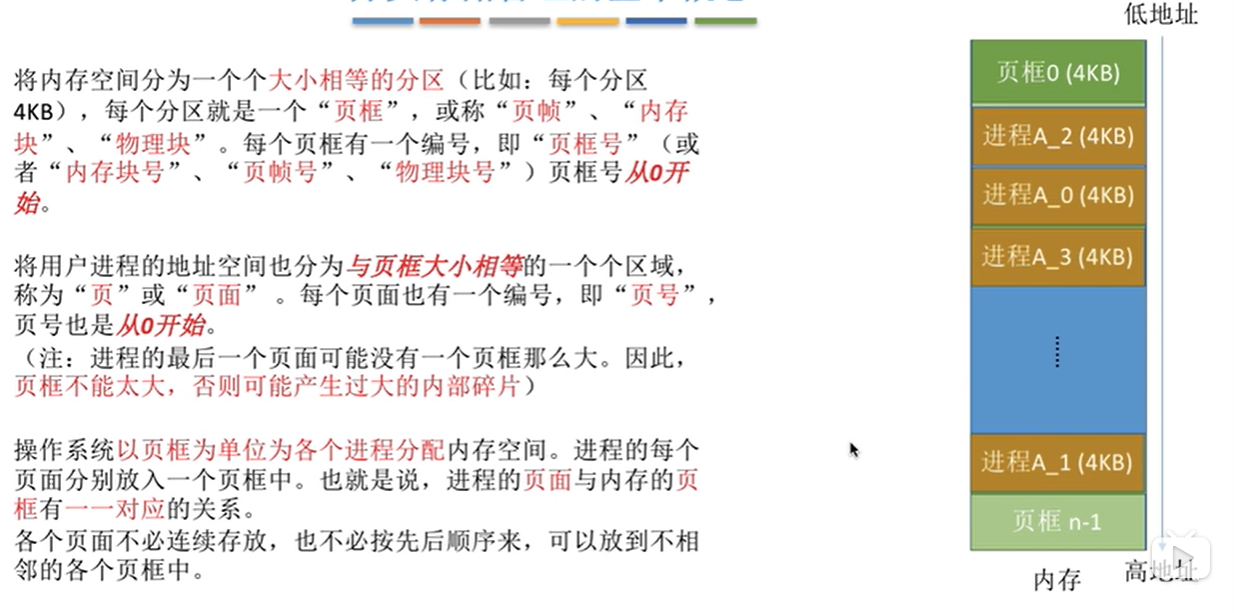 将内存空间分为一个个大小相等的分区（比如：每个分区
4KB），每个分区就是一个“页框”，或称“页帧”、“内存
块”、“物理块”。每个页框有一个编号，即“页框号”（或
者“内存块号”、“页帧号”、“物理块号”）页框号从0开
始。
将用户进程的地址空间也分为与页框大小相等的一个个区域，
称为“页”或“页面” 。每个页面也有一个编号，即“页号”，
页号也是从0开始。
（注：进程的最后一个页面可能没有一个页框那么大。因此，
页框不能太大，否则可能产生过大的内部碎片）
操作系统以页框为单位为各个进程分配内存空间。进程的每个
页面分别放入一个页框中。也就是说，进程的页面与内存的页
框有一一对应的关系。
各个页面不必连续存放，也不必按先后顺序来，可以放到不相
邻的各个页框中。
低地址
页框0 (4KB)
进程A_2 (4KB)
进程A_0 (4KB)
进程A_3 (4KB)
......
进程A_1 (4KB)
页框 n-1
内存
高地址